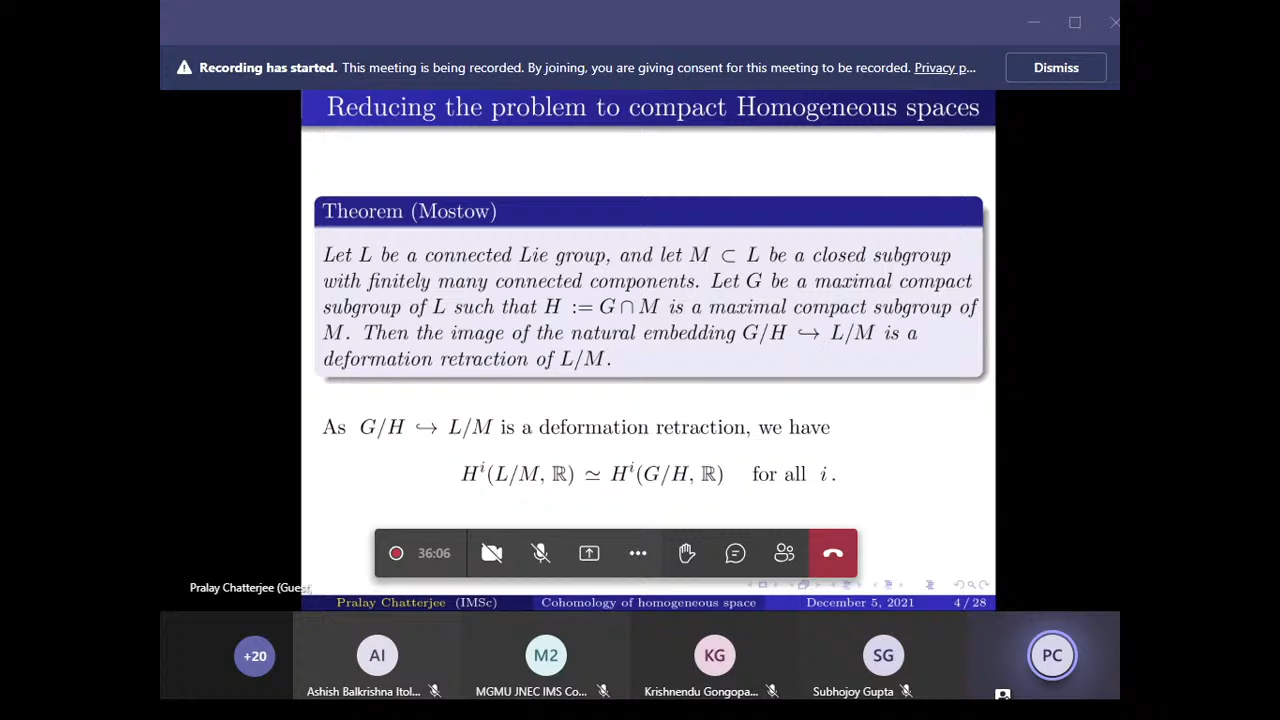 Recording has started. This meeting is being recorded. By joining, you are giving consent for this meeting to be recorded. Privacy p... Dismiss
Reducing the problem to compact Homogeneous spaces
Theorem (Mostow)
Let L be a connected Lie group, and let M ⊂ L be a closed subgroup
with finitely many connected components. Let G be a maximal compact
subgroup of L such that H := G ∩ M is a maximal compact subgroup of
M. Then the image of the natural embedding G/H ↪ L/M is a
deformation retraction of L/M.
As G/H ↪ L/M is a deformation retraction, we have
Hⁱ(L/M, ℝ) ≃ Hⁱ(G/H, ℝ) for all i.
36:06
Pralay Chatterjee (Guest
Pralay Chatterjee (IMSc) Cohomology of homogeneous space December 5, 2021 4 / 28
+20 AI M2 KG SG PC
Ashish Balkrishna Itol... MGMU JNEC IMS Co... Krishnendu Gongopa... Subhojoy Gupta